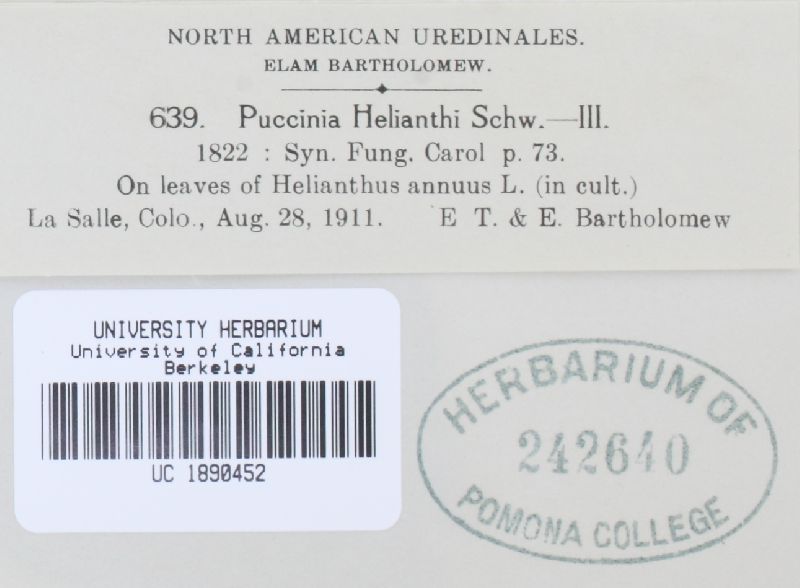 NORTH AMERICAN UREDINALES.
ELAM BARTHOLOMEW.
639. Puccinia Helianthi Schw.—III.
1822 : Syn. Fung. Carol p. 73.
On leaves of Helianthus annuus L. (in cult.)
La Salle, Colo., Aug. 28, 1911. E T. & E. Bartholomew
UNIVERSITY HERBARIUM
University of California
Berkeley
UC 1890452
HERBARIUM OF
242640
POMONA COLLEGE